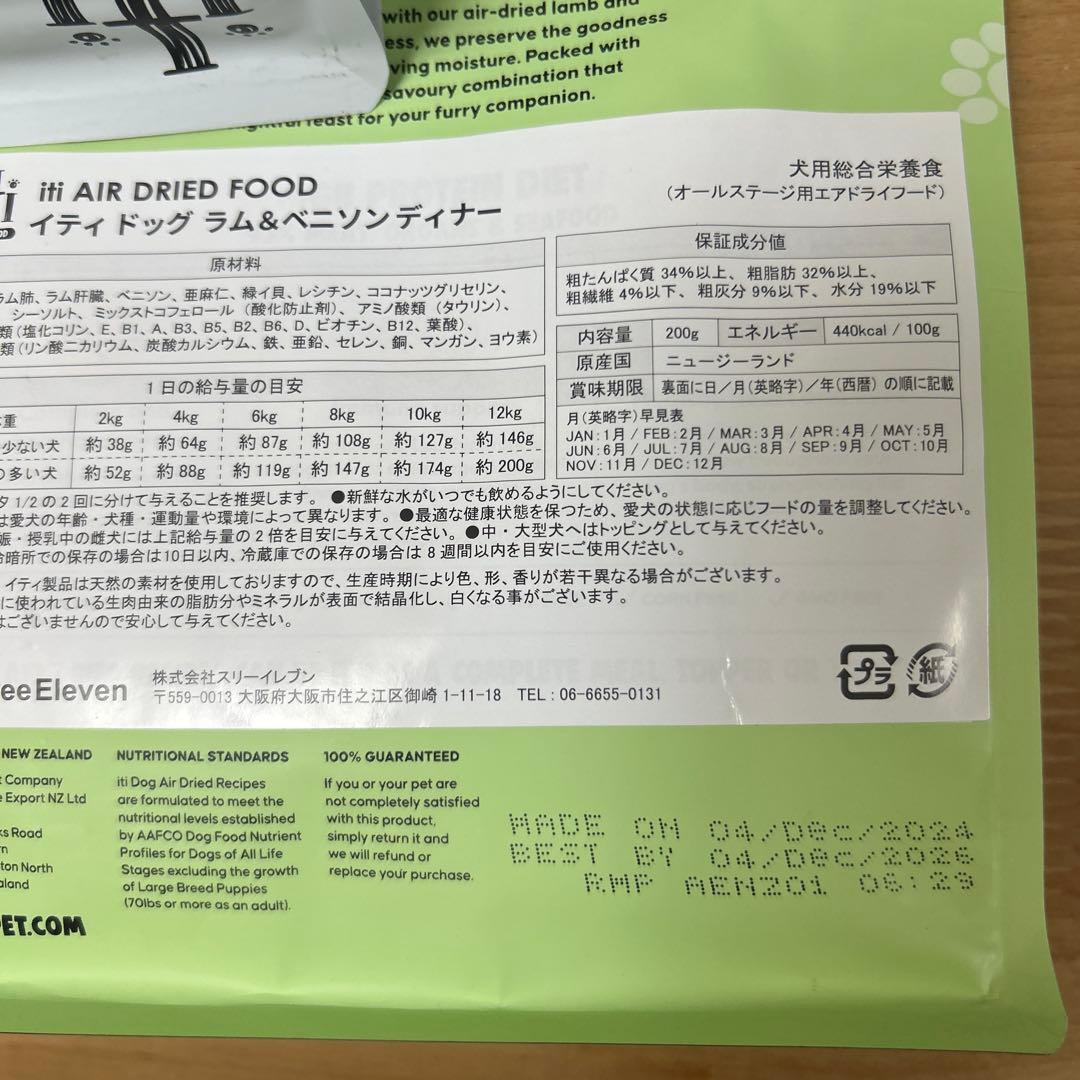 with our air-dried lamb and
ess, we preserve the goodness
ving moisture. Packed with
savoury combination that
feast for your furry companion.
iti AIR DRIED FOOD
イティ ドッグ ラム＆ベニソン ディナー
犬用総合栄養食
（オールステージ用エアドライフード）
原材料
ラム肺、ラム肝臓、ベニソン、亜麻仁、緑イ貝、レシチン、ココナッツグリセリン、
シーソルト、ミックストコフェロール（酸化防止剤）、アミノ酸類（タウリン）、
類（塩化コリン、E、B1、A、B3、B5、B2、B6、D、ビオチン、B12、葉酸）、
類（リン酸二カリウム、炭酸カルシウム、鉄、亜鉛、セレン、銅、マンガン、ヨウ素）
保証成分値
粗たんぱく質 34%以上、粗脂肪 32%以上、
粗繊維 4%以下、粗灰分 9%以下、水分 19%以下
内容量 200g エネルギー 440kcal / 100g
原産国 ニュージーランド
賞味期限 裏面に日／月（英略字）／年（西暦）の順に記載
月（英略字）早見表
JAN：1月 / FEB：2月 / MAR：3月 / APR：4月 / MAY：5月
JUN：6月 / JUL：7月 / AUG：8月 / SEP：9月 / OCT：10月
NOV：11月 / DEC：12月
1日の給与量の目安
重 2kg 4kg 6kg 8kg 10kg 12kg
少ない犬 約 38g 約 64g 約 87g 約 108g 約 127g 約 146g
の多い犬 約 52g 約 88g 約 119g 約 147g 約 174g 約 200g
タ 1/2 の 2 回に分けて与えることを推奨します。 ●新鮮な水がいつでも飲めるようにしてください。
は愛犬の年齢・犬種・運動量や環境によって異なります。 ●最適な健康状態を保つため、愛犬の状態に応じフードの量を調整してください。
娠・授乳中の雌犬には上記給与量の 2 倍を目安に与えてください。 ●中・大型犬へはトッピングとして与えてください。
冷暗所での保存の場合は10日以内、冷蔵庫での保存の場合は 8 週間以内を目安にご使用ください。
イティ製品は天然の素材を使用しておりますので、生産時期により色、形、香りが若干異なる場合がございます。
に使われている生肉由来の脂肪分やミネラルが表面で結晶化し、白くなる事がございます。
はございませんので安心して与えてください。
eeEleven
株式会社スリーイレブン
〒559-0013 大阪府大阪市住之江区御崎 1-11-18 TEL：06-6655-0131
プラ
紙
NEW ZEALAND
t Company
e Export NZ Ltd
ks Road
rn
ton North
aland
PET.COM
NUTRITIONAL STANDARDS
iti Dog Air Dried Recipes
are formulated to meet the
nutritional levels established
by AAFCO Dog Food Nutrient
Profiles for Dogs of All Life
Stages excluding the growth
of Large Breed Puppies
(70lbs or more as an adult).
100% GUARANTEED
If you or your pet are
not completely satisfied
with this product,
simply return it and
we will refund or
replace your purchase.
MADE ON 04/Dec/2024
BEST BY 04/Dec/2026
RMP AENZ01 06:29